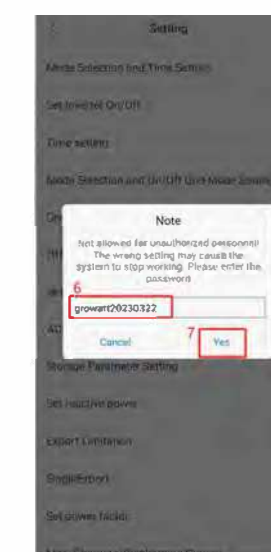 Setting
Mode Selection and Time Setting
Set Inverter On/Off
Time setting
Note
Not allowed for unauthorized personnel!
The wrong setting may cause the
system to stop working. Please enter the
password
6
growatt20230322
7
Cancel
Yes
Storage Parameter Setting
Set reactive power
Export Limitation
Set power factor